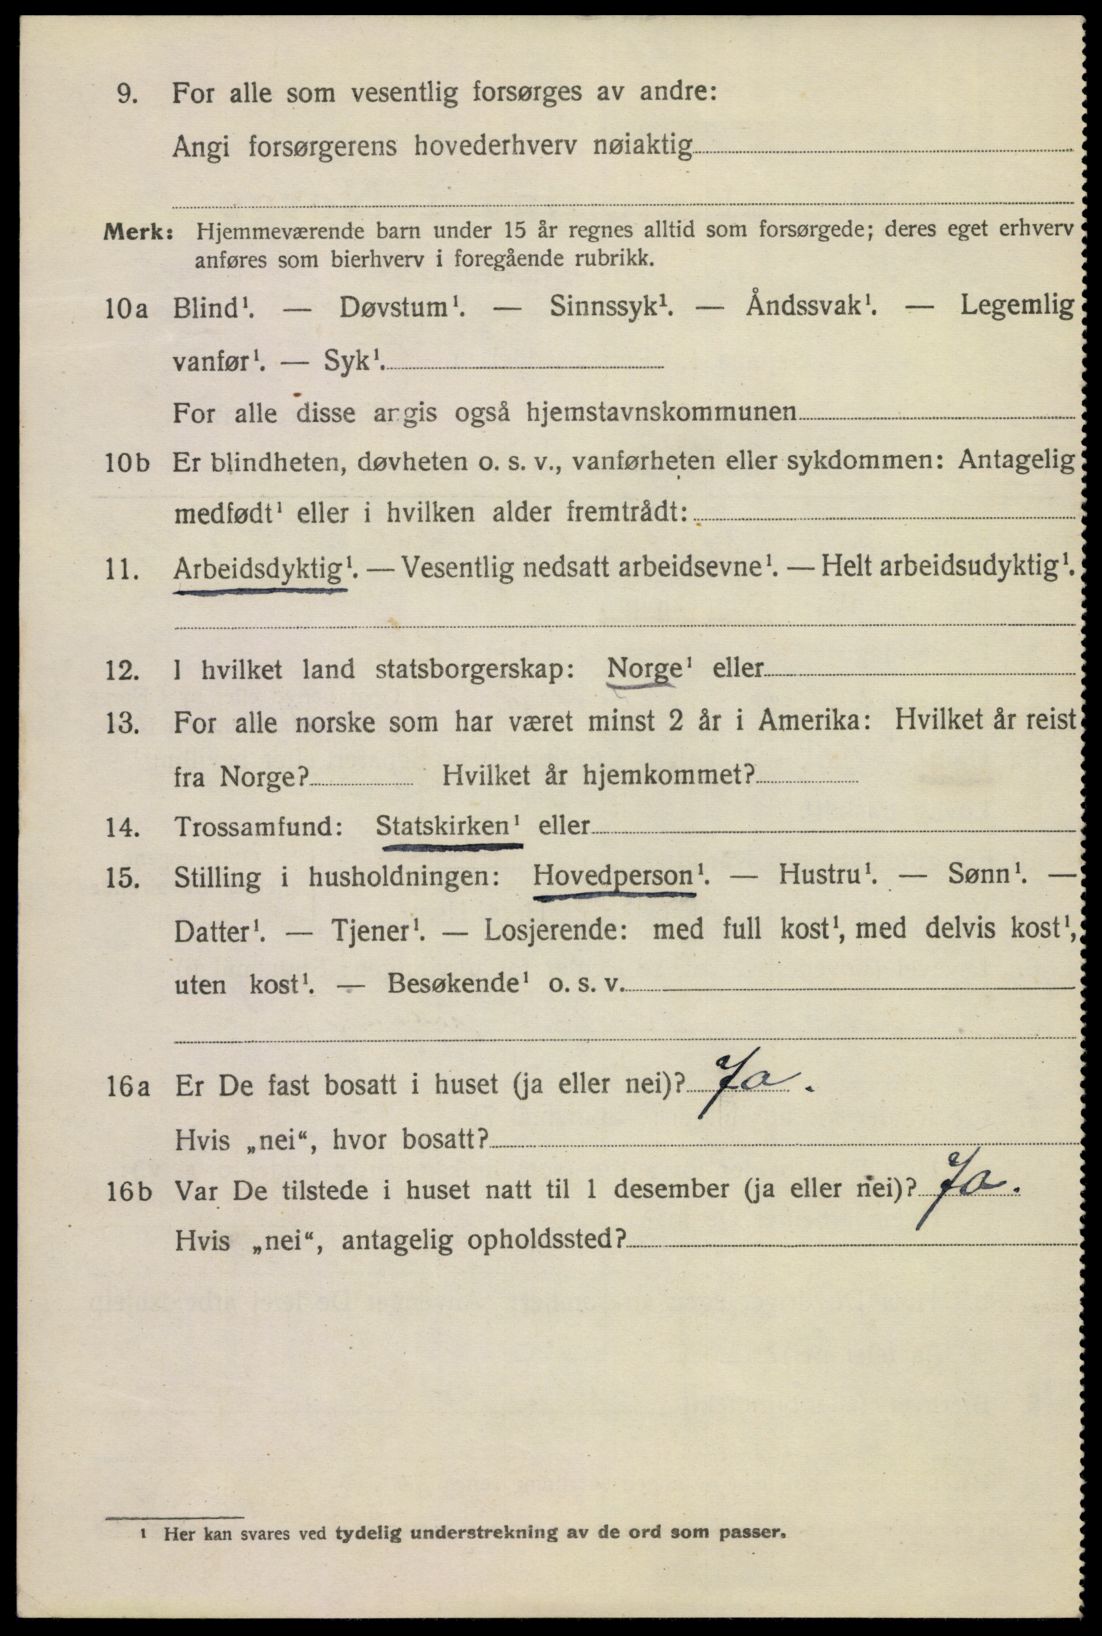 9. For alle som vesentlig forsørges av andre:
Angi forsørgerens hovederhverv nøiaktig
Merk: Hjemmeværende barn under 15 år regnes alltid som forsørgede; deres eget erhverv
anføres som bierhverv i foregående rubrikk.
10a Blind¹. — Døvstum¹. — Sinnssyk¹. — Åndssvak¹. — Legemlig
vanfør¹. — Syk¹.
For alle disse angis også hjemstavnskommunen
10b Er blindheten, døvheten o. s. v., vanførheten eller sykdommen: Antagelig
medfødt¹ eller i hvilken alder fremtrådt:
11. Arbeidsdyktig¹. — Vesentlig nedsatt arbeidsevne¹. — Helt arbeidsudyktig¹.
12. I hvilket land statsborgerskap: Norge¹ eller
13. For alle norske som har været minst 2 år i Amerika: Hvilket år reist
fra Norge? Hvilket år hjemkommet?
14. Trossamfund: Statskirken¹ eller
15. Stilling i husholdningen: Hovedperson¹. — Hustru¹. — Sønn¹. —
Datter¹. — Tjener¹. — Losjerende: med full kost¹, med delvis kost¹,
uten kost¹. — Besøkende¹ o. s. v.
16a Er De fast bosatt i huset (ja eller nei)? Ja.
Hvis „nei“, hvor bosatt?
16b Var De tilstede i huset natt til 1 desember (ja eller nei)? Ja.
Hvis „nei“, antagelig opholdssted?
¹ Her kan svares ved tydelig understrekning av de ord som passer.